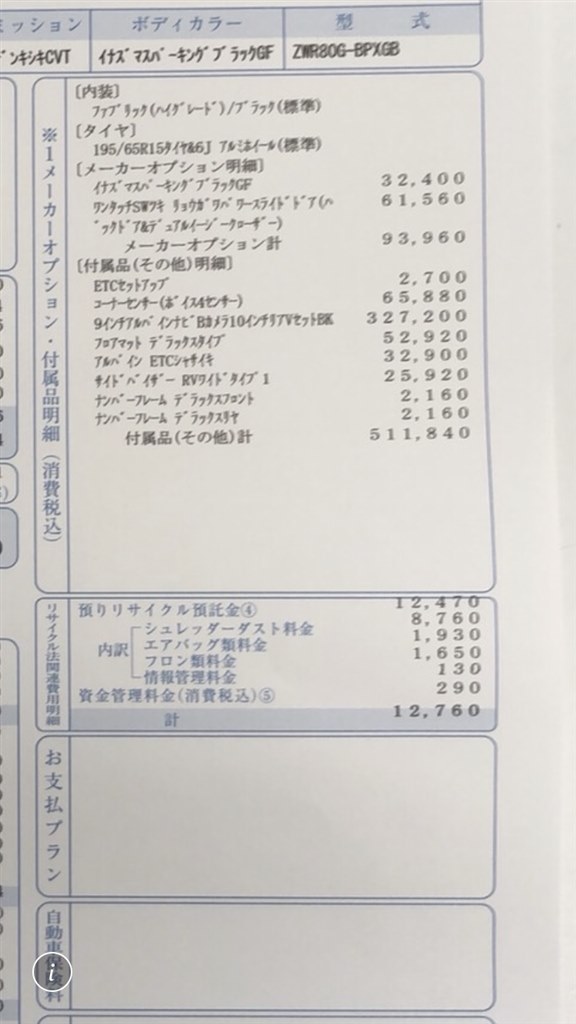 ミッション
ボディカラー
型 式
ﾃﾞﾝｷｼｷCVT
ｲﾅｽﾞﾏｽﾊﾟｰｷﾝｸﾞﾌﾞﾗｯｸGF
ZWR80G-BPXGB
※1メーカーオプション・付属品明細(消費税込)
[内装]
ﾌｧﾌﾞﾘｯｸ(ﾊｲｸﾞﾚｰﾄﾞ)/ﾌﾞﾗｯｸ(標準)
[タイヤ]
195/65R15ﾀｲﾔ&6J ｱﾙﾐﾎｲｰﾙ(標準)
[メーカーオプション明細]
ｲﾅｽﾞﾏｽﾊﾟｰｷﾝｸﾞﾌﾞﾗｯｸGF 32,400
ﾜﾝﾀｯﾁSWﾂｷ ﾘｮｳｶﾞﾜﾊﾟﾜｰｽﾗｲﾄﾞﾄﾞｱ(ﾊ 61,560
ﾞｯｸﾄﾞｱ&ﾃﾞｭｱﾙｲｰｼﾞｰｸﾛｰｻﾞｰ)
メーカーオプション計 93,960
[付属品(その他)明細]
ETCｾｯﾄｱｯﾌﾟ 2,700
ｺｰﾅｰｾﾝｻｰ(ﾎﾞｲｽ4ｾﾝｻｰ) 65,880
9ｲﾝﾁｱﾙﾊﾟｲﾝﾅﾋﾞBｶﾒﾗ10ｲﾝﾁﾘｱVｾｯﾄBK 327,200
ﾌﾛｱﾏｯﾄ ﾃﾞﾗｯｸｽﾀｲﾌﾟ 52,920
ｱﾙﾊﾟｲﾝ ETCｼｬｻｲｷ 32,900
ｻｲﾄﾞﾊﾞｲｻﾞｰ RVﾜｲﾄﾞﾀｲﾌﾟ1 25,920
ﾅﾝﾊﾞｰﾌﾚｰﾑ ﾃﾞﾗｯｸｽﾌﾛﾝﾄ 2,160
ﾅﾝﾊﾞｰﾌﾚｰﾑ ﾃﾞﾗｯｸｽﾘﾔ 2,160
付属品(その他)計 511,840
リサイクル法関連費用明細
預りリサイクル預託金④ 12,470
内訳
シュレッダーダスト料金 8,760
エアバッグ類料金 1,930
フロン類料金 1,650
情報管理料金 130
資金管理料金(消費税込)⑤ 290
計 12,760
お支払プラン
自動車保険料